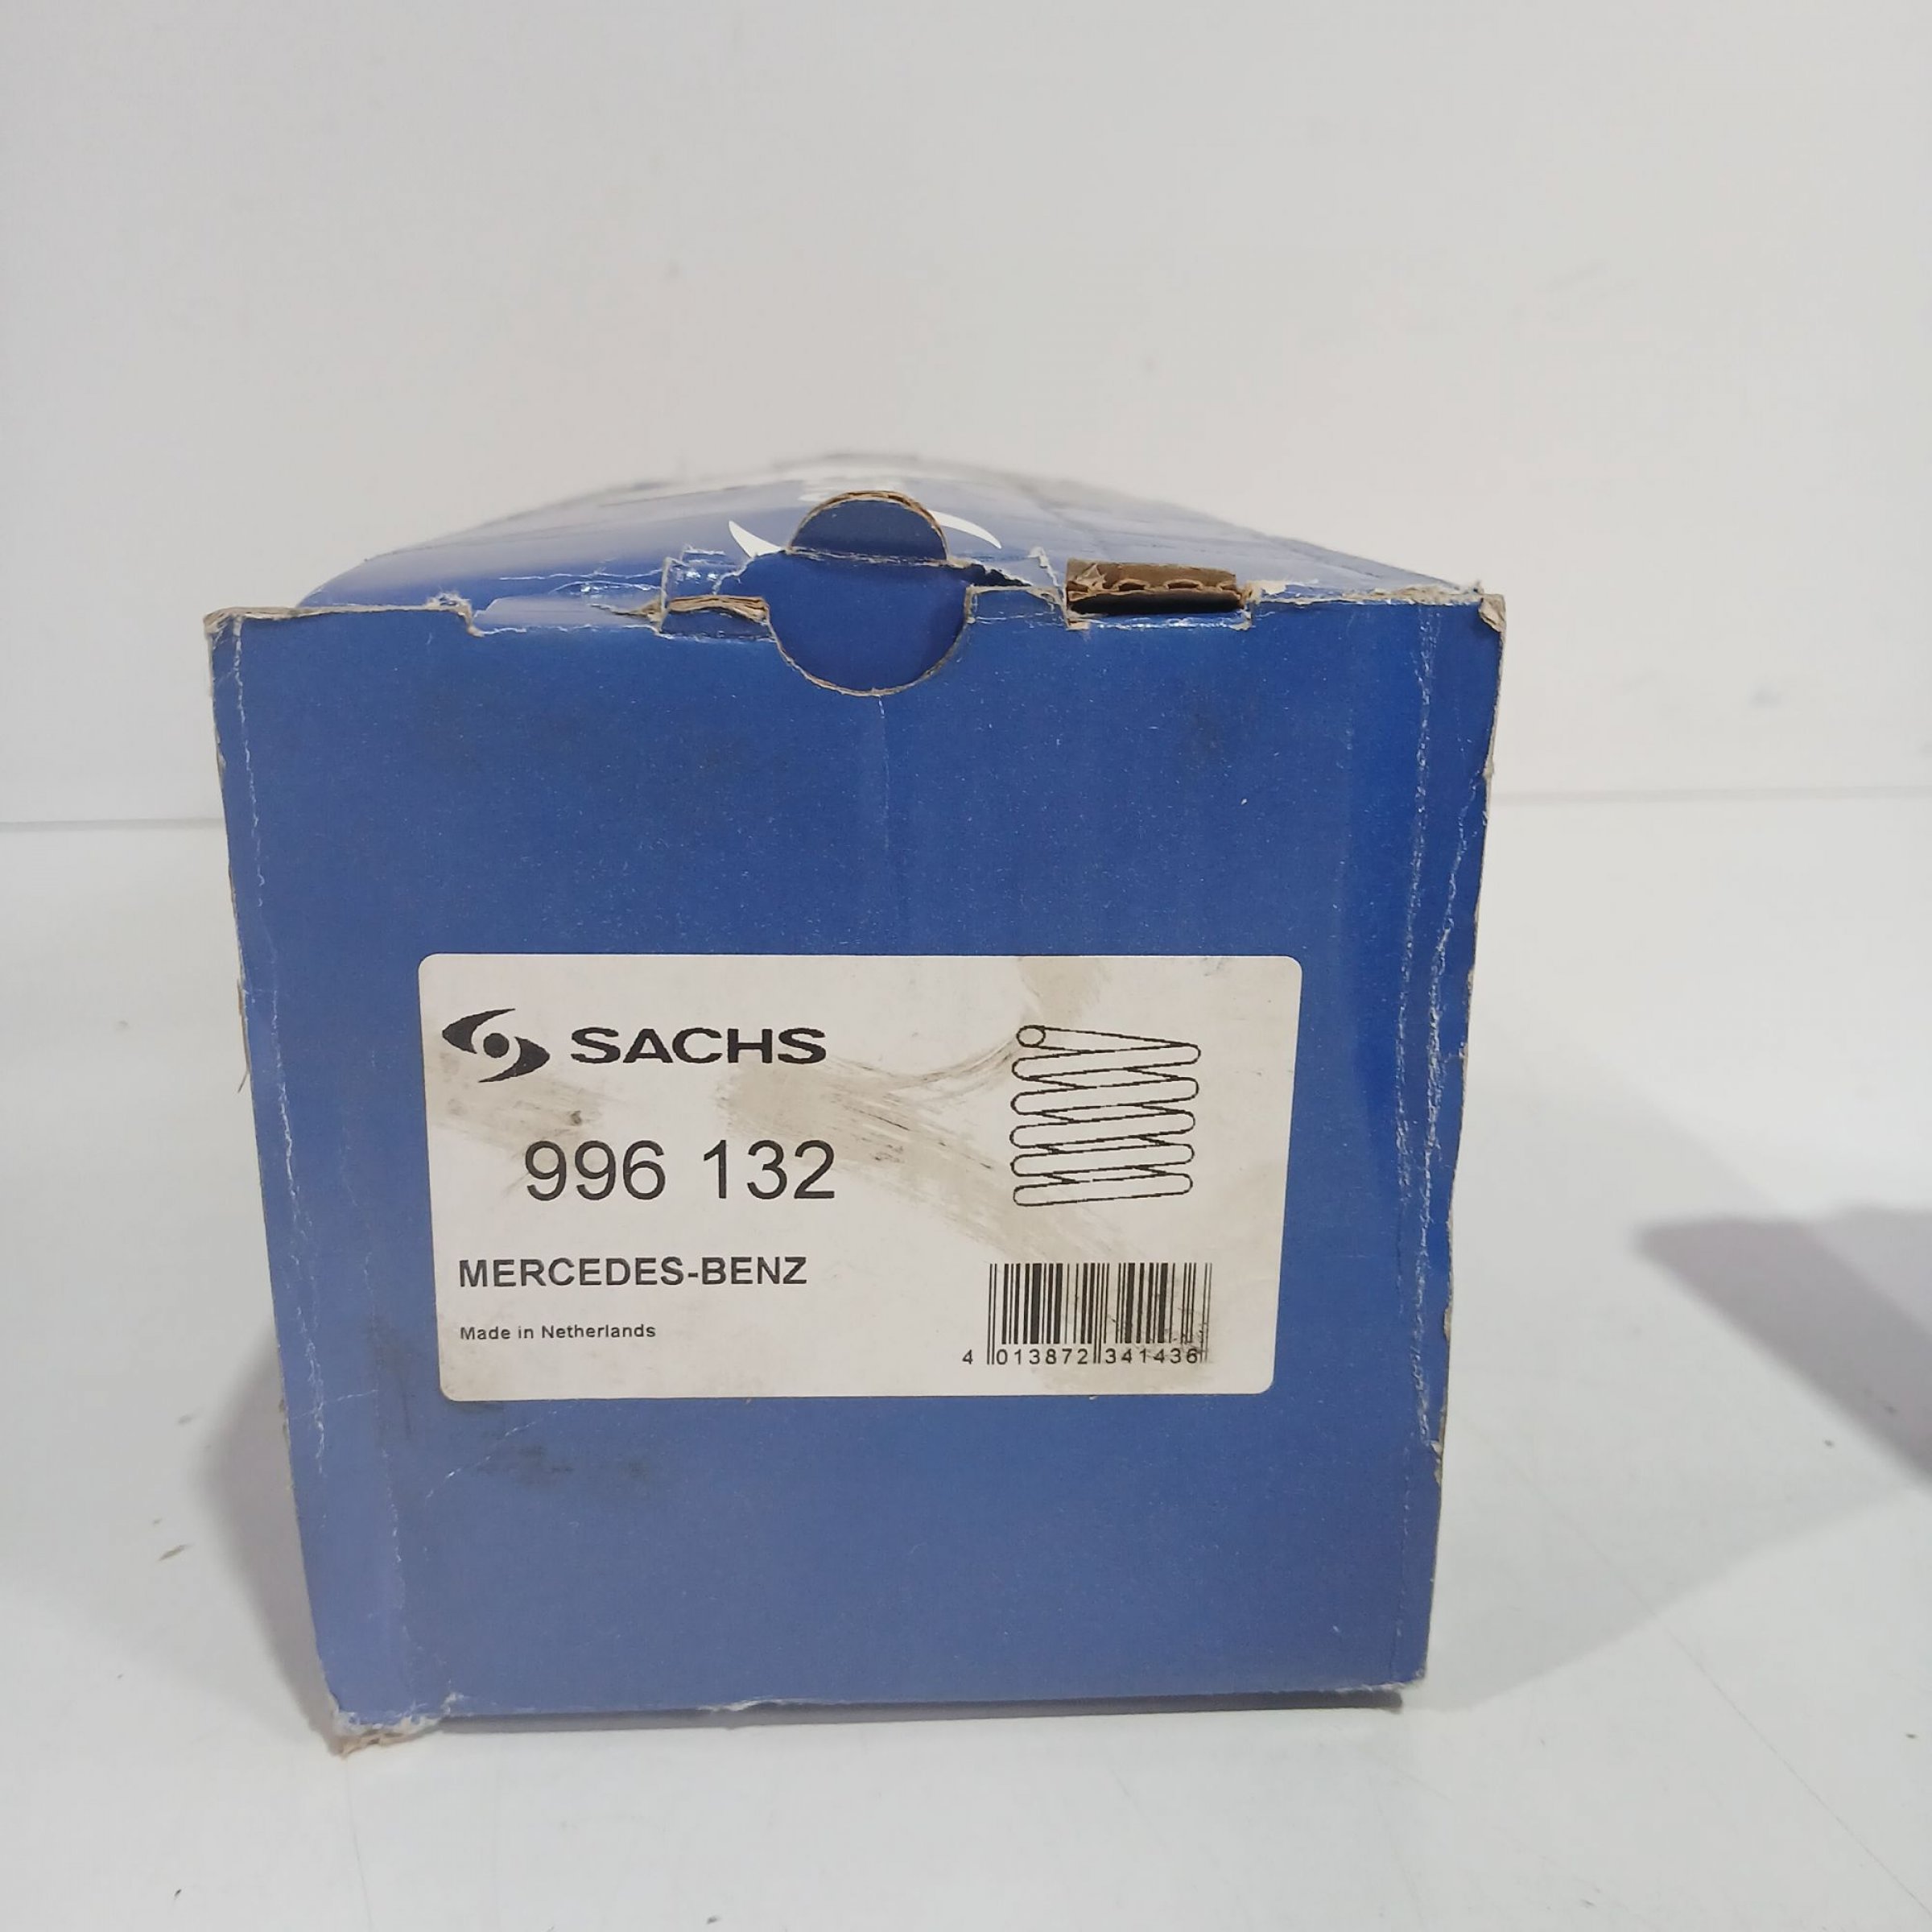 SACHS
996 132
MERCEDES-BENZ
Made in Netherlands
4 013872 341436